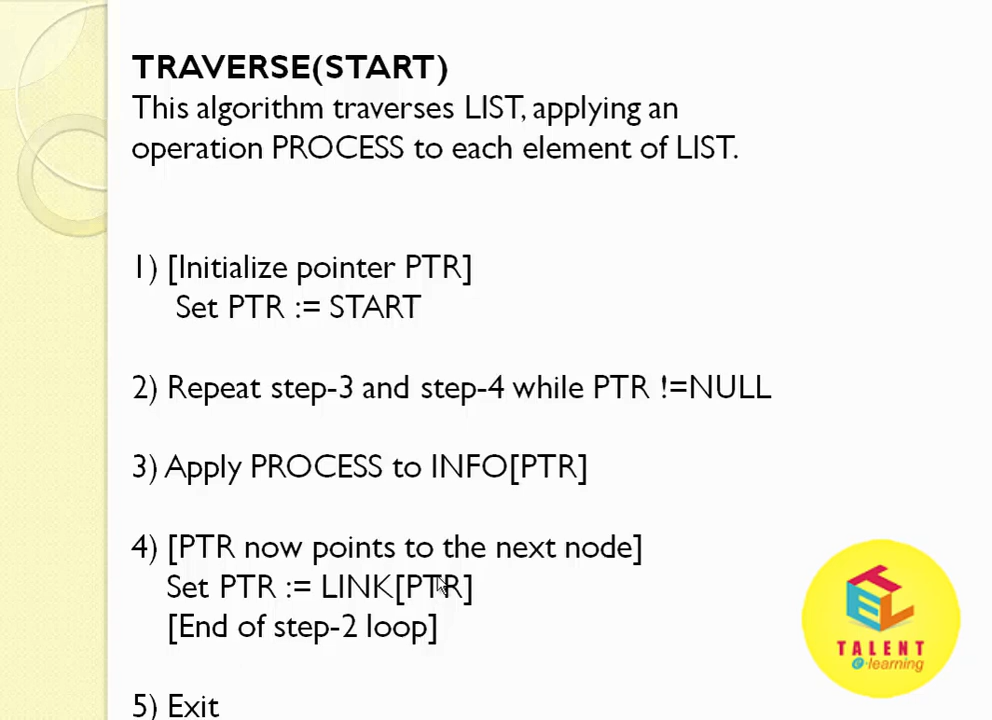 TRAVERSE(START)
This algorithm traverses LIST, applying an
operation PROCESS to each element of LIST.
1) [Initialize pointer PTR]
Set PTR := START
2) Repeat step-3 and step-4 while PTR !=NULL
3) Apply PROCESS to INFO[PTR]
4) [PTR now points to the next node]
Set PTR := LINK[PTR]
[End of step-2 loop]
5) Exit
TEL
TALENT
e-learning